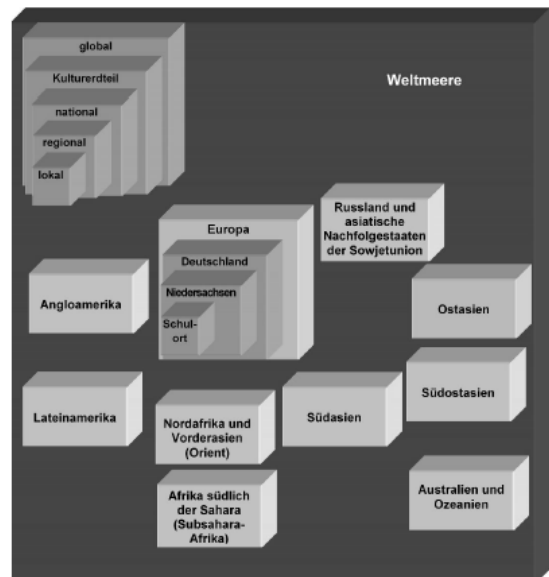 global
Kulturerdteil
national
regional
lokal
Weltmeere
Russland und
asiatische
Nachfolgestaaten
der Sowjetunion
Europa
Deutschland
Niedersachsen
Schul-
ort
Angloamerika
Ostasien
Lateinamerika
Nordafrika und
Vorderasien
(Orient)
Südasien
Südostasien
Afrika südlich
der Sahara
(Subsahara-
Afrika)
Australien und
Ozeanien